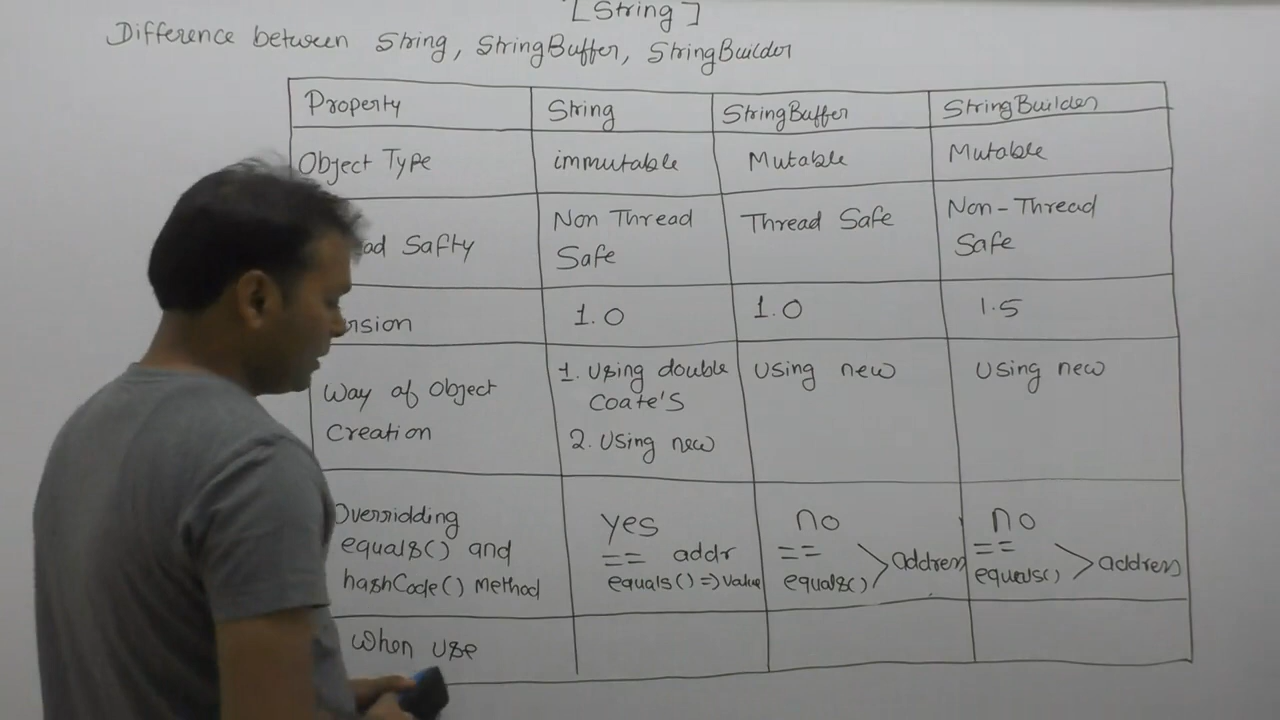 [String]
Difference between String, StringBuffer, StringBuilder
Property String StringBuffer StringBuilder
Object Type immutable Mutable Mutable
ad Safty Non Thread Safe Thread Safe Non-Thread Safe
rsion 1.0 1.0 1.5
Way of Object Creation 1. Using double Coate's 2. Using new Using new Using new
Overridding equals() and hashCode() Method yes == addr equals() => value no == equals() > address no == equals() > address
When use